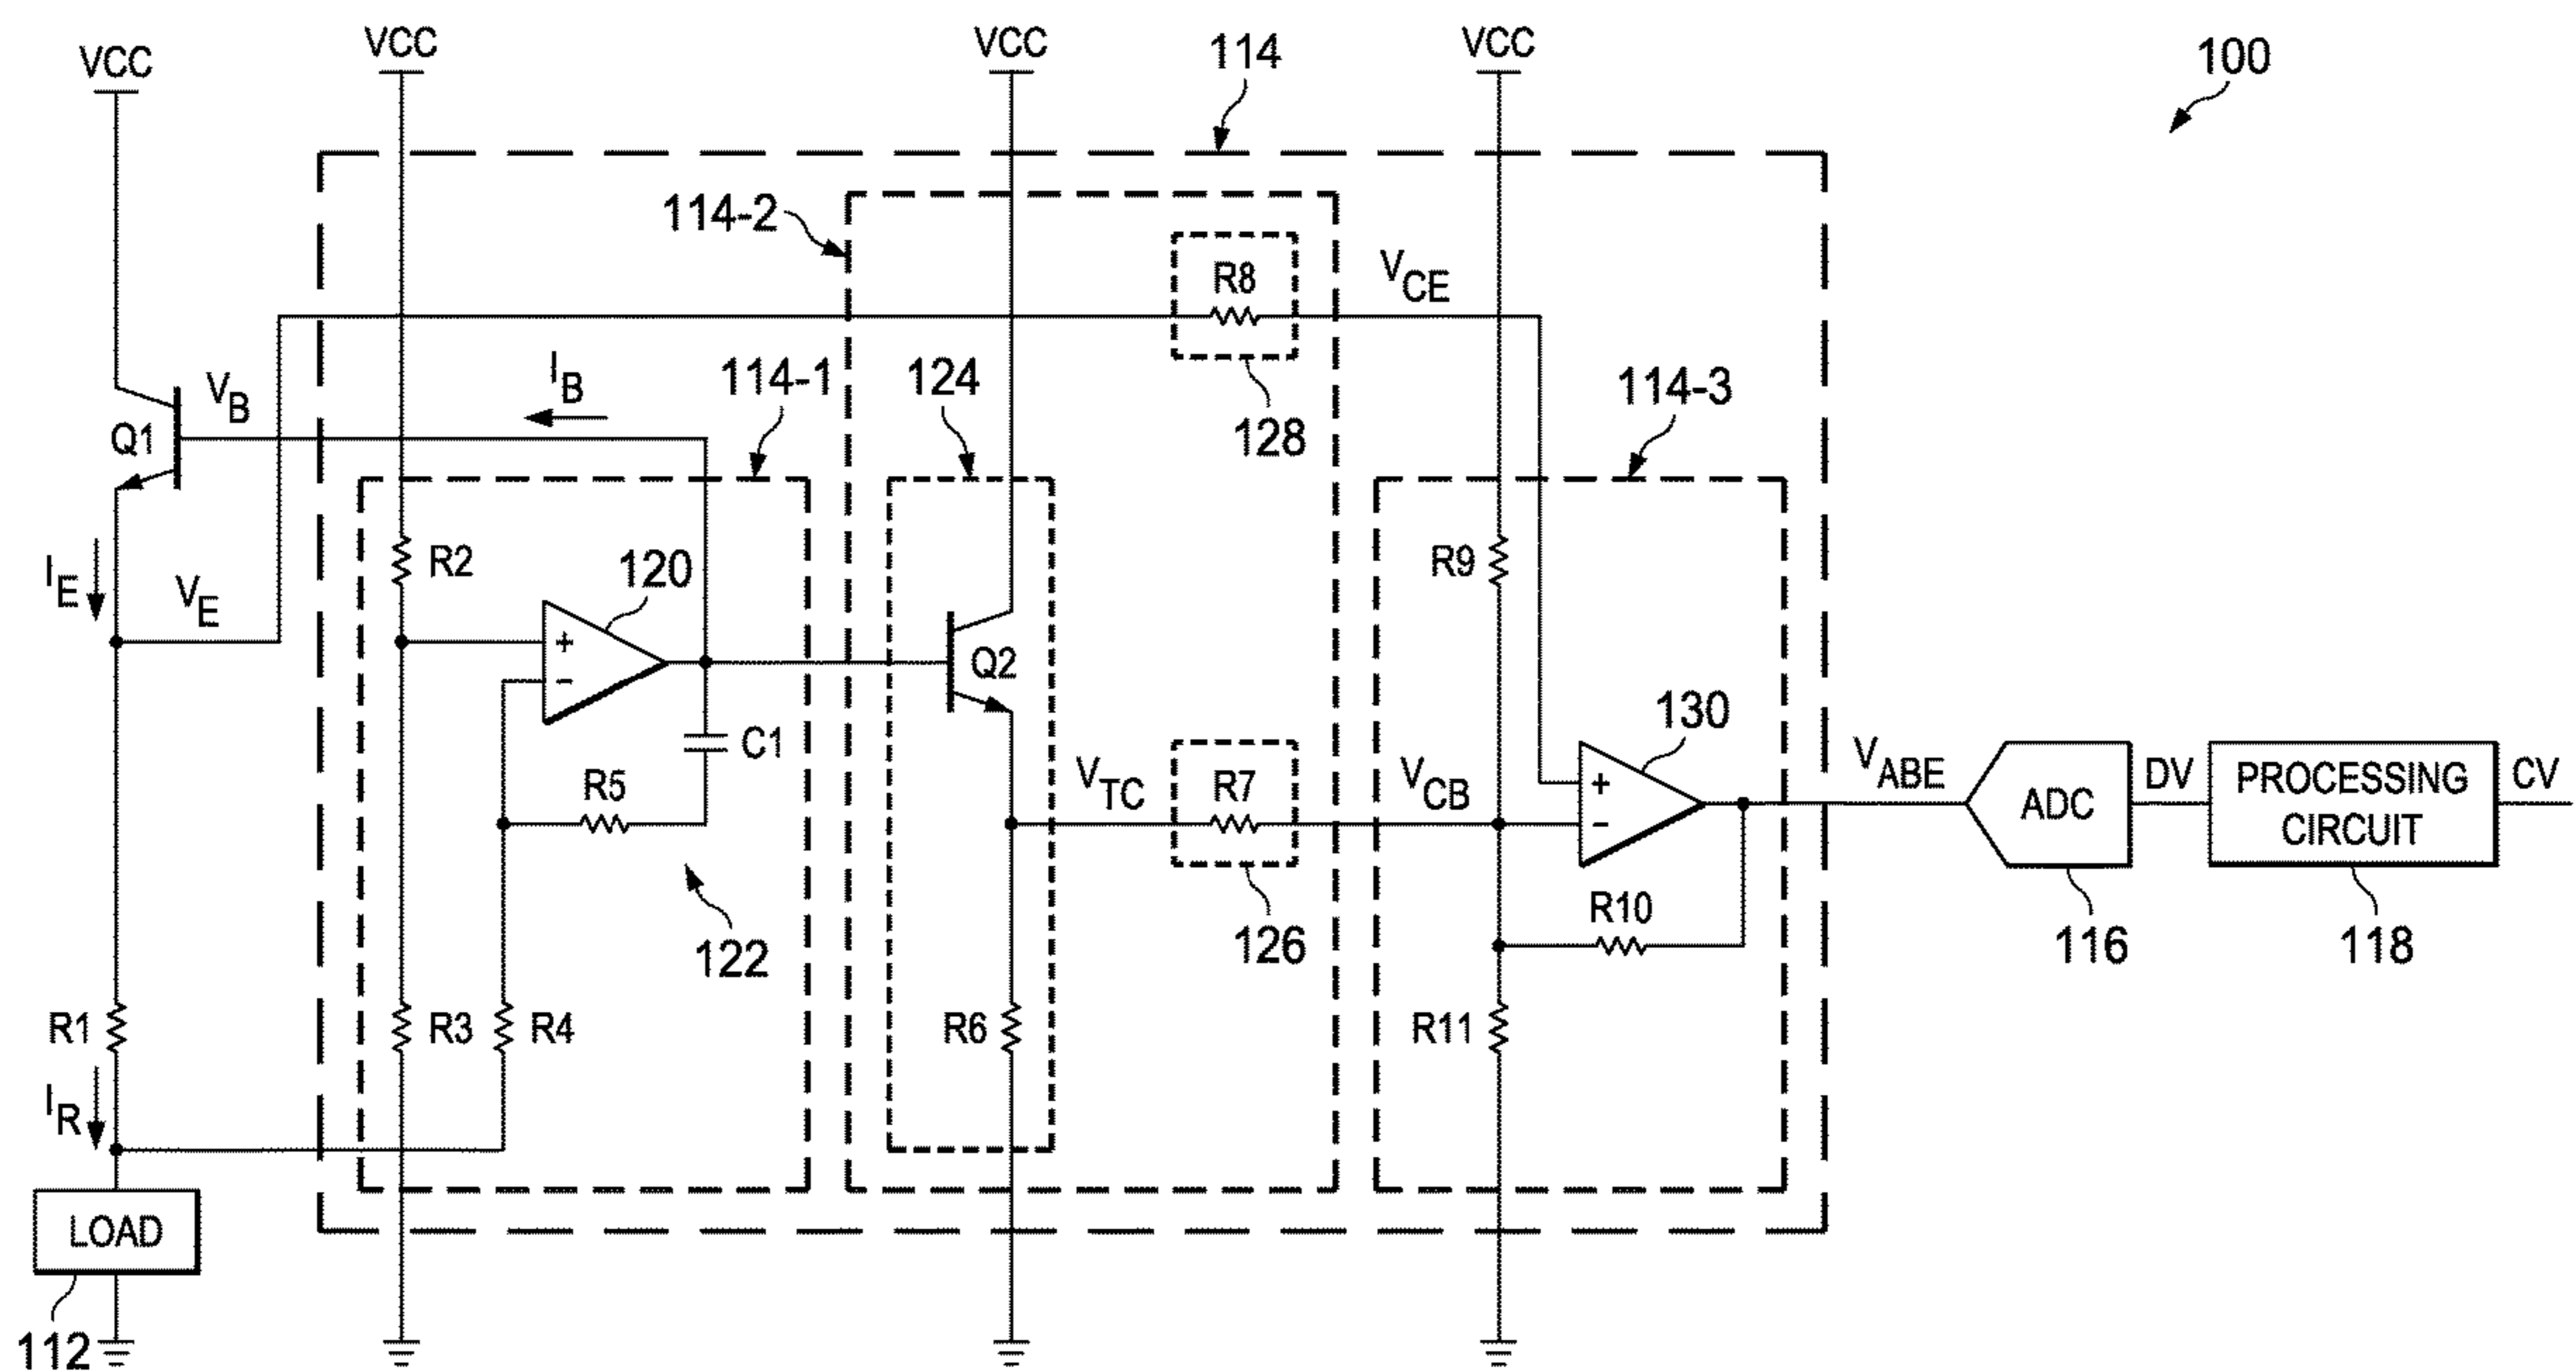 VCC
VCC
VCC
114
VCC
100
114-2
R8
VCE
128
VB
IB
114-1
124
114-3
Q1
IE
VE
R2
120
R9
+
−
Q2
C1
R5
VTC
R7
126
VCB
130
+
−
VABE
ADC
116
DV
PROCESSING
CIRCUIT
118
CV
122
R10
R1
R3
R4
R6
R11
IR
LOAD
112